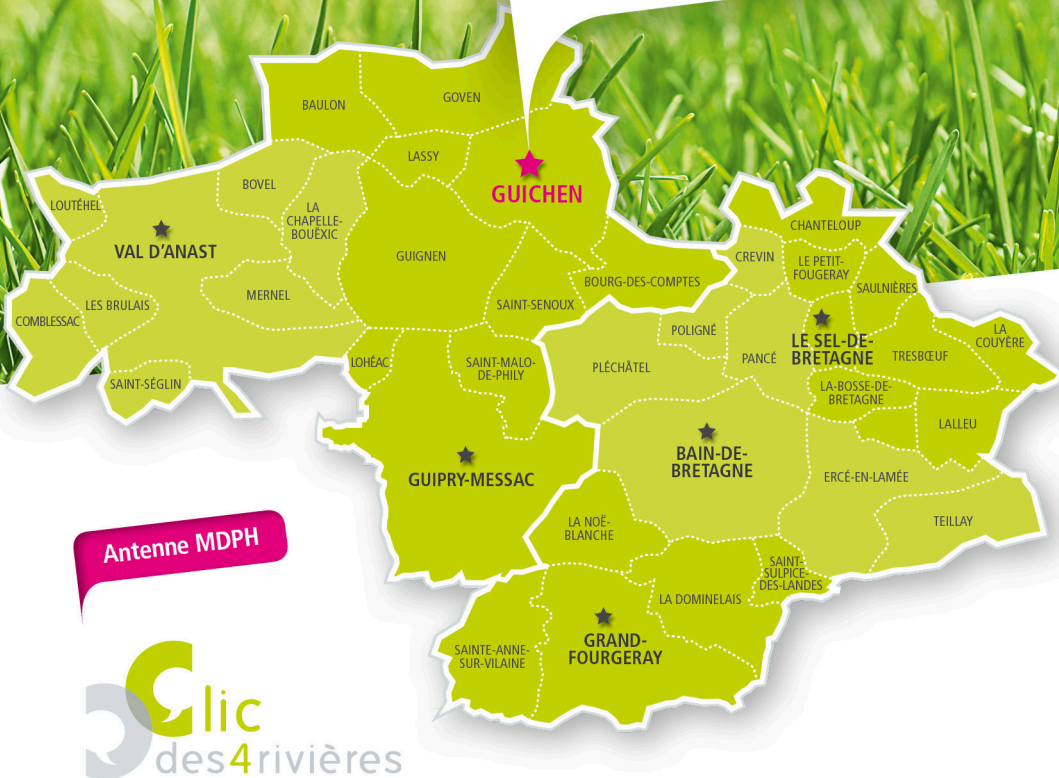 BAULON
GOVEN
LASSY
GUICHEN
BOVEL
LOUTÉHEL
LA
CHAPELLE-
BOUËXIC
VAL D'ANAST
GUIGNEN
CHANTELOUP
CREVIN
LE PETIT-
FOUGERAY
BOURG-DES-COMPTES
SAULNIÈRES
MERNEL
SAINT-SENOUX
LES BRULAIS
COMBLESSAC
POLIGNÉ
LE SEL-DE-
BRETAGNE
LA
COUYÈRE
PANCÉ
TRESBŒUF
LOHÉAC
SAINT-MALO-
DE-PHILY
PLÉCHÂTEL
SAINT-SÉGLIN
LA-BOSSE-DE-
BRETAGNE
LALLEU
BAIN-DE-
BRETAGNE
GUIPRY-MESSAC
ERCÉ-EN-LAMÉE
LA NOË-
BLANCHE
TEILLAY
Antenne MDPH
SAINT-
SULPICE-
DES-LANDES
LA DOMINELAIS
GRAND-
FOURGERAY
SAINTE-ANNE-
SUR-VILAINE
Clic
des4rivières